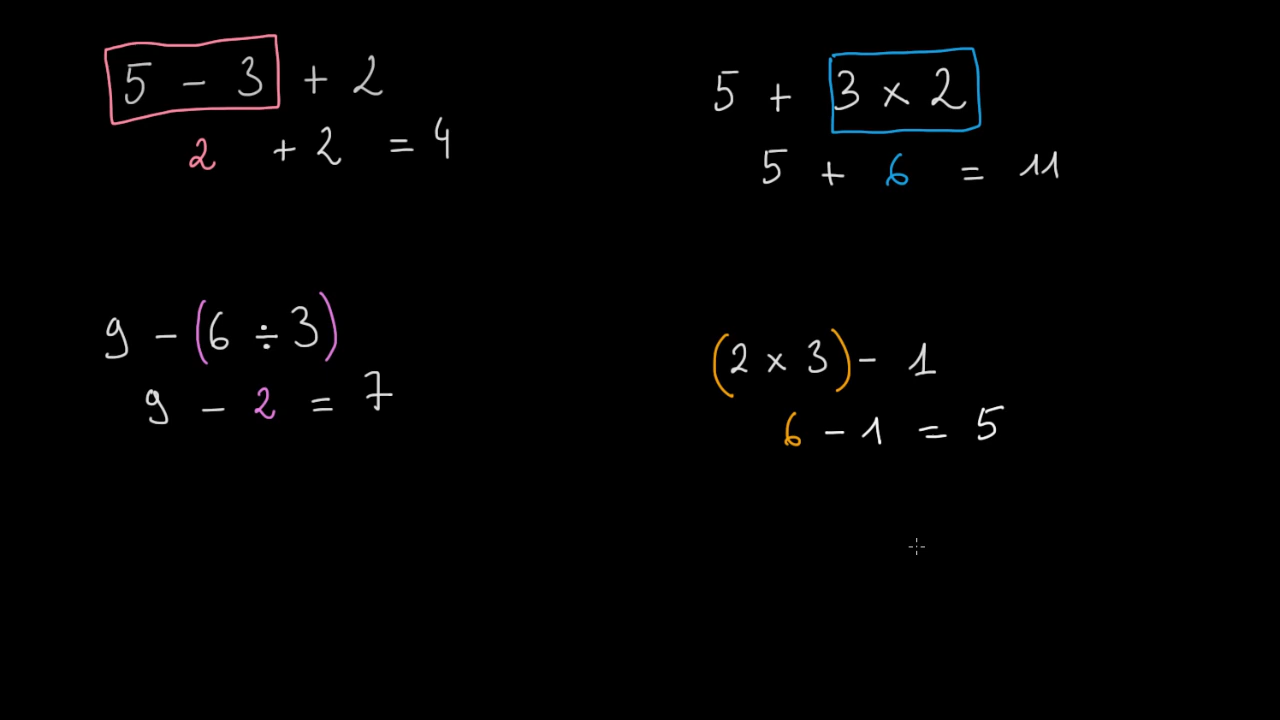 5 - 3 + 2
2 + 2 = 4
5 + 3 × 2
5 + 6 = 11
9 - (6 ÷ 3)
9 - 2 = 7
(2 × 3) - 1
6 - 1 = 5